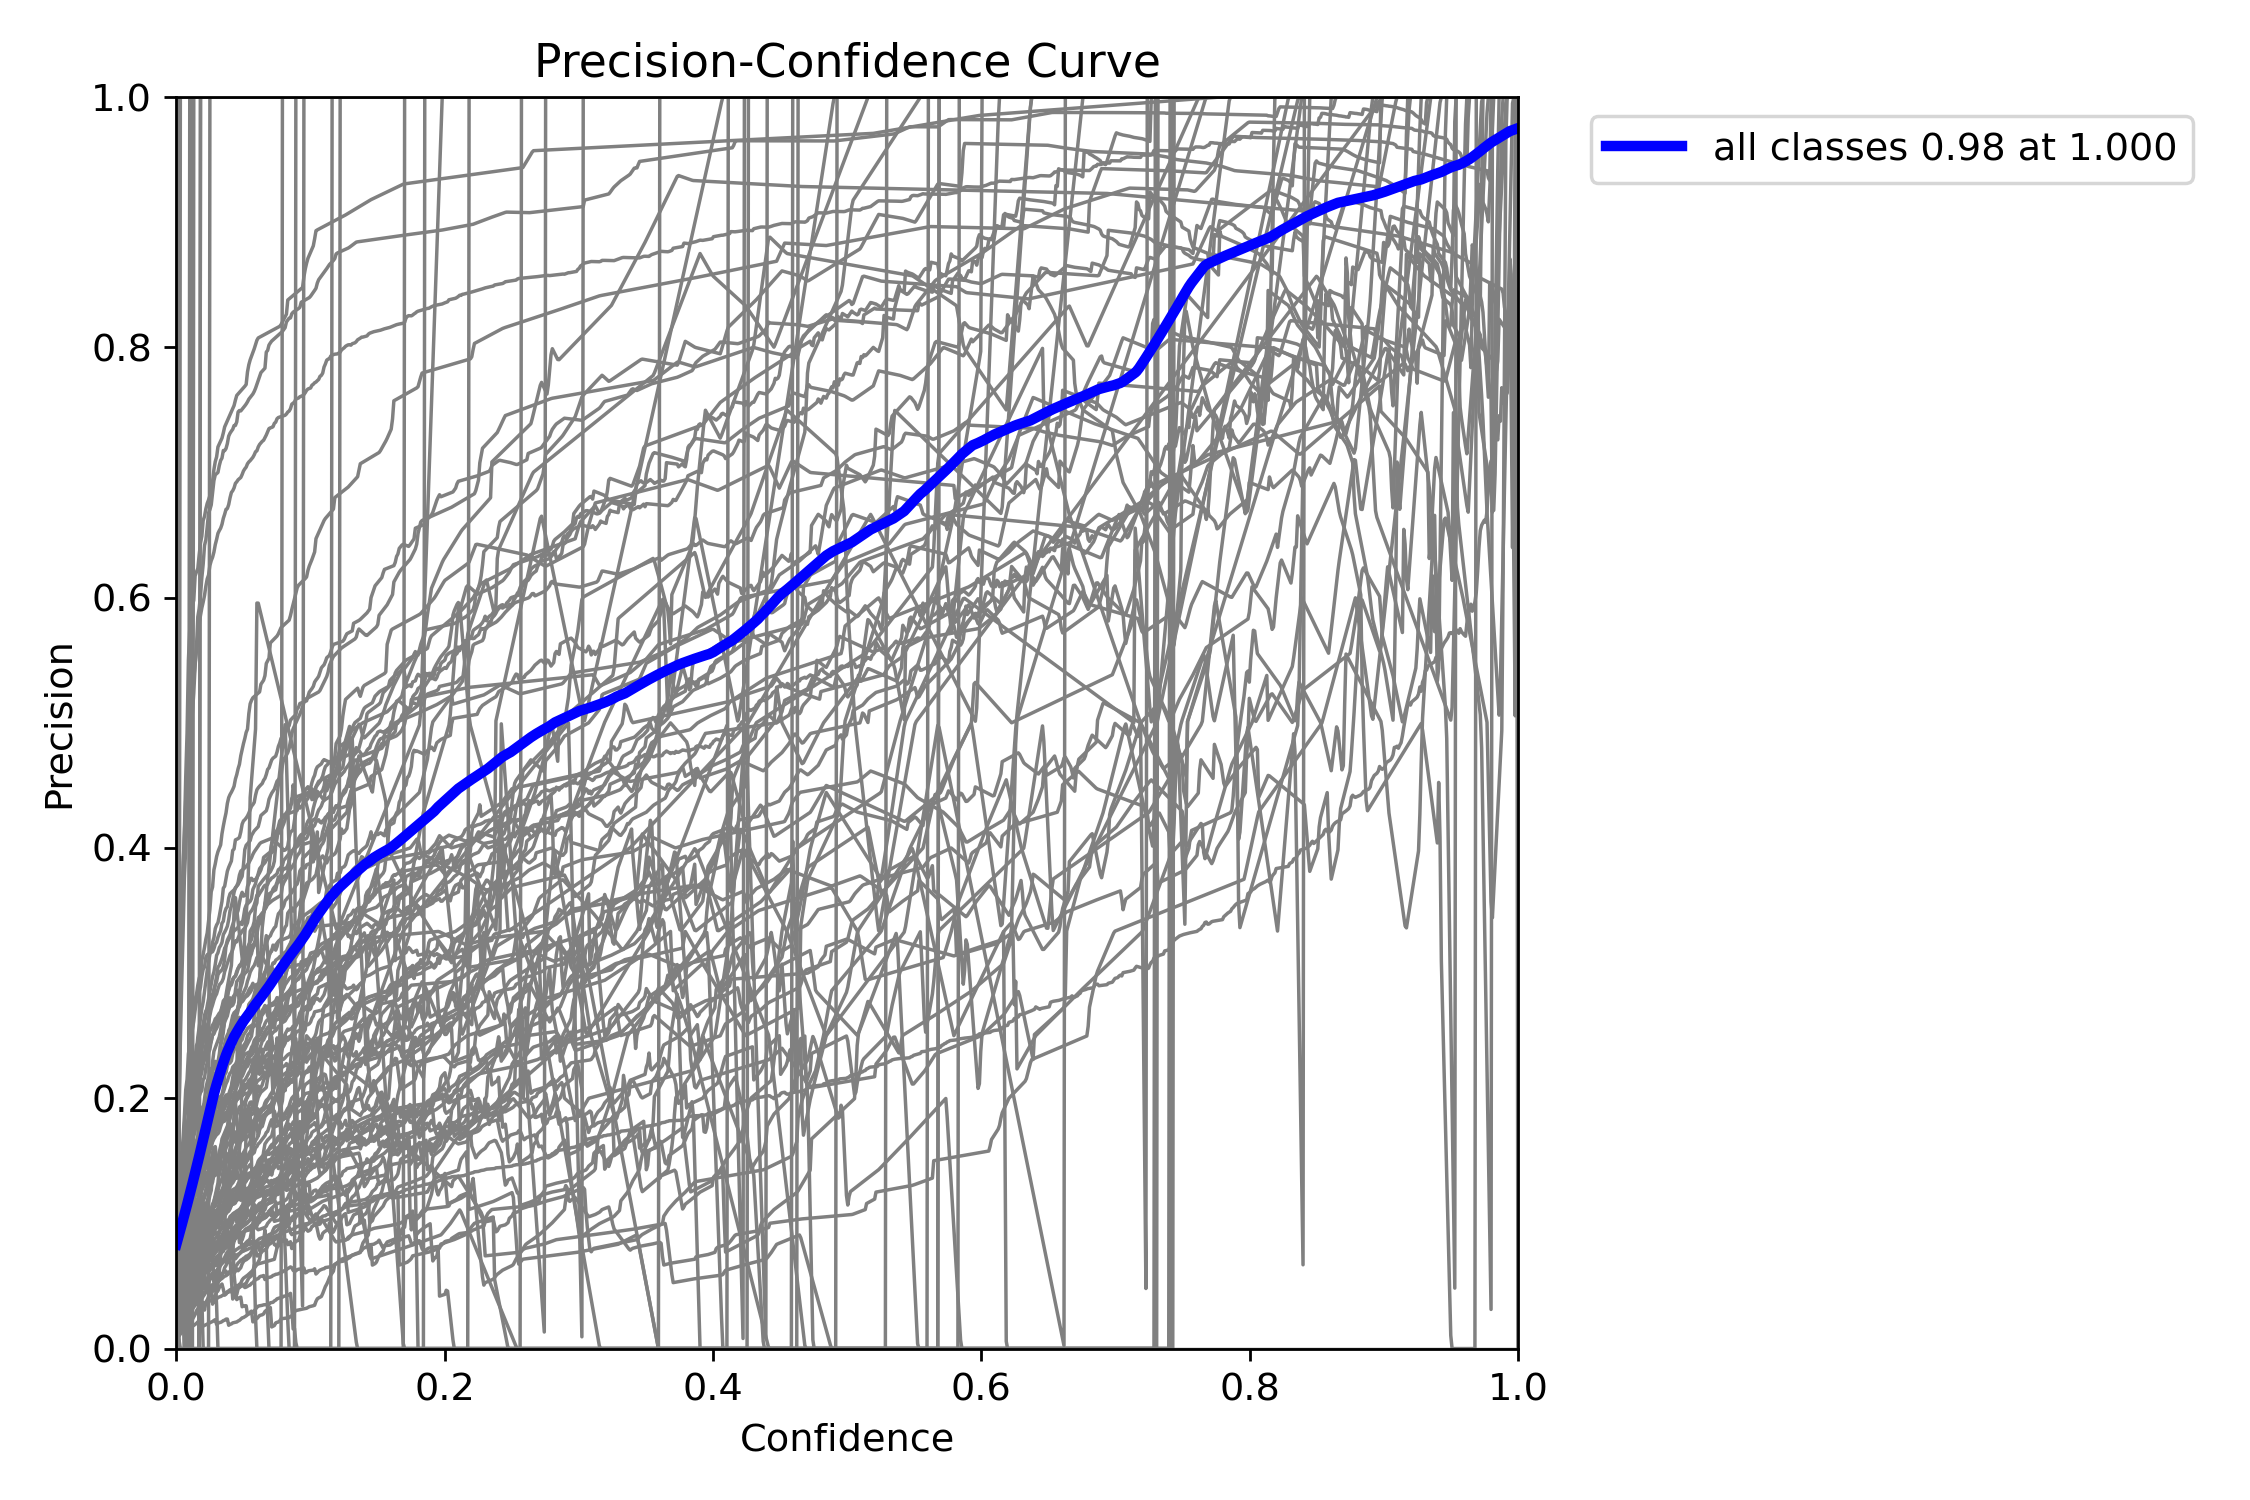 Precision-Confidence Curve
all classes 0.98 at 1.000
1.0
0.8
0.6
0.4
0.2
0.0
Precision
0.0 0.2 0.4 0.6 0.8 1.0
Confidence